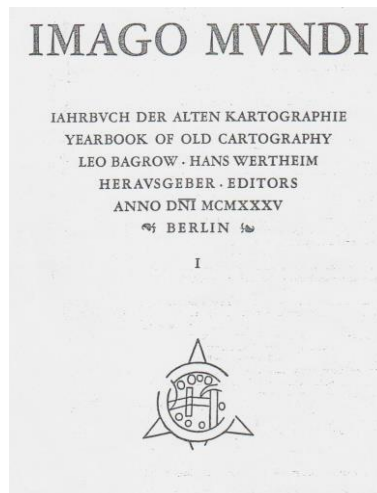 IMAGO MVNDI
IAHRBVCH DER ALTEN KARTOGRAPHIE
YEARBOOK OF OLD CARTOGRAPHY
LEO BAGROW · HANS WERTHEIM
HERAVSGEBER · EDITORS
ANNO DN̅I̅ MCMXXXV
BERLIN
I